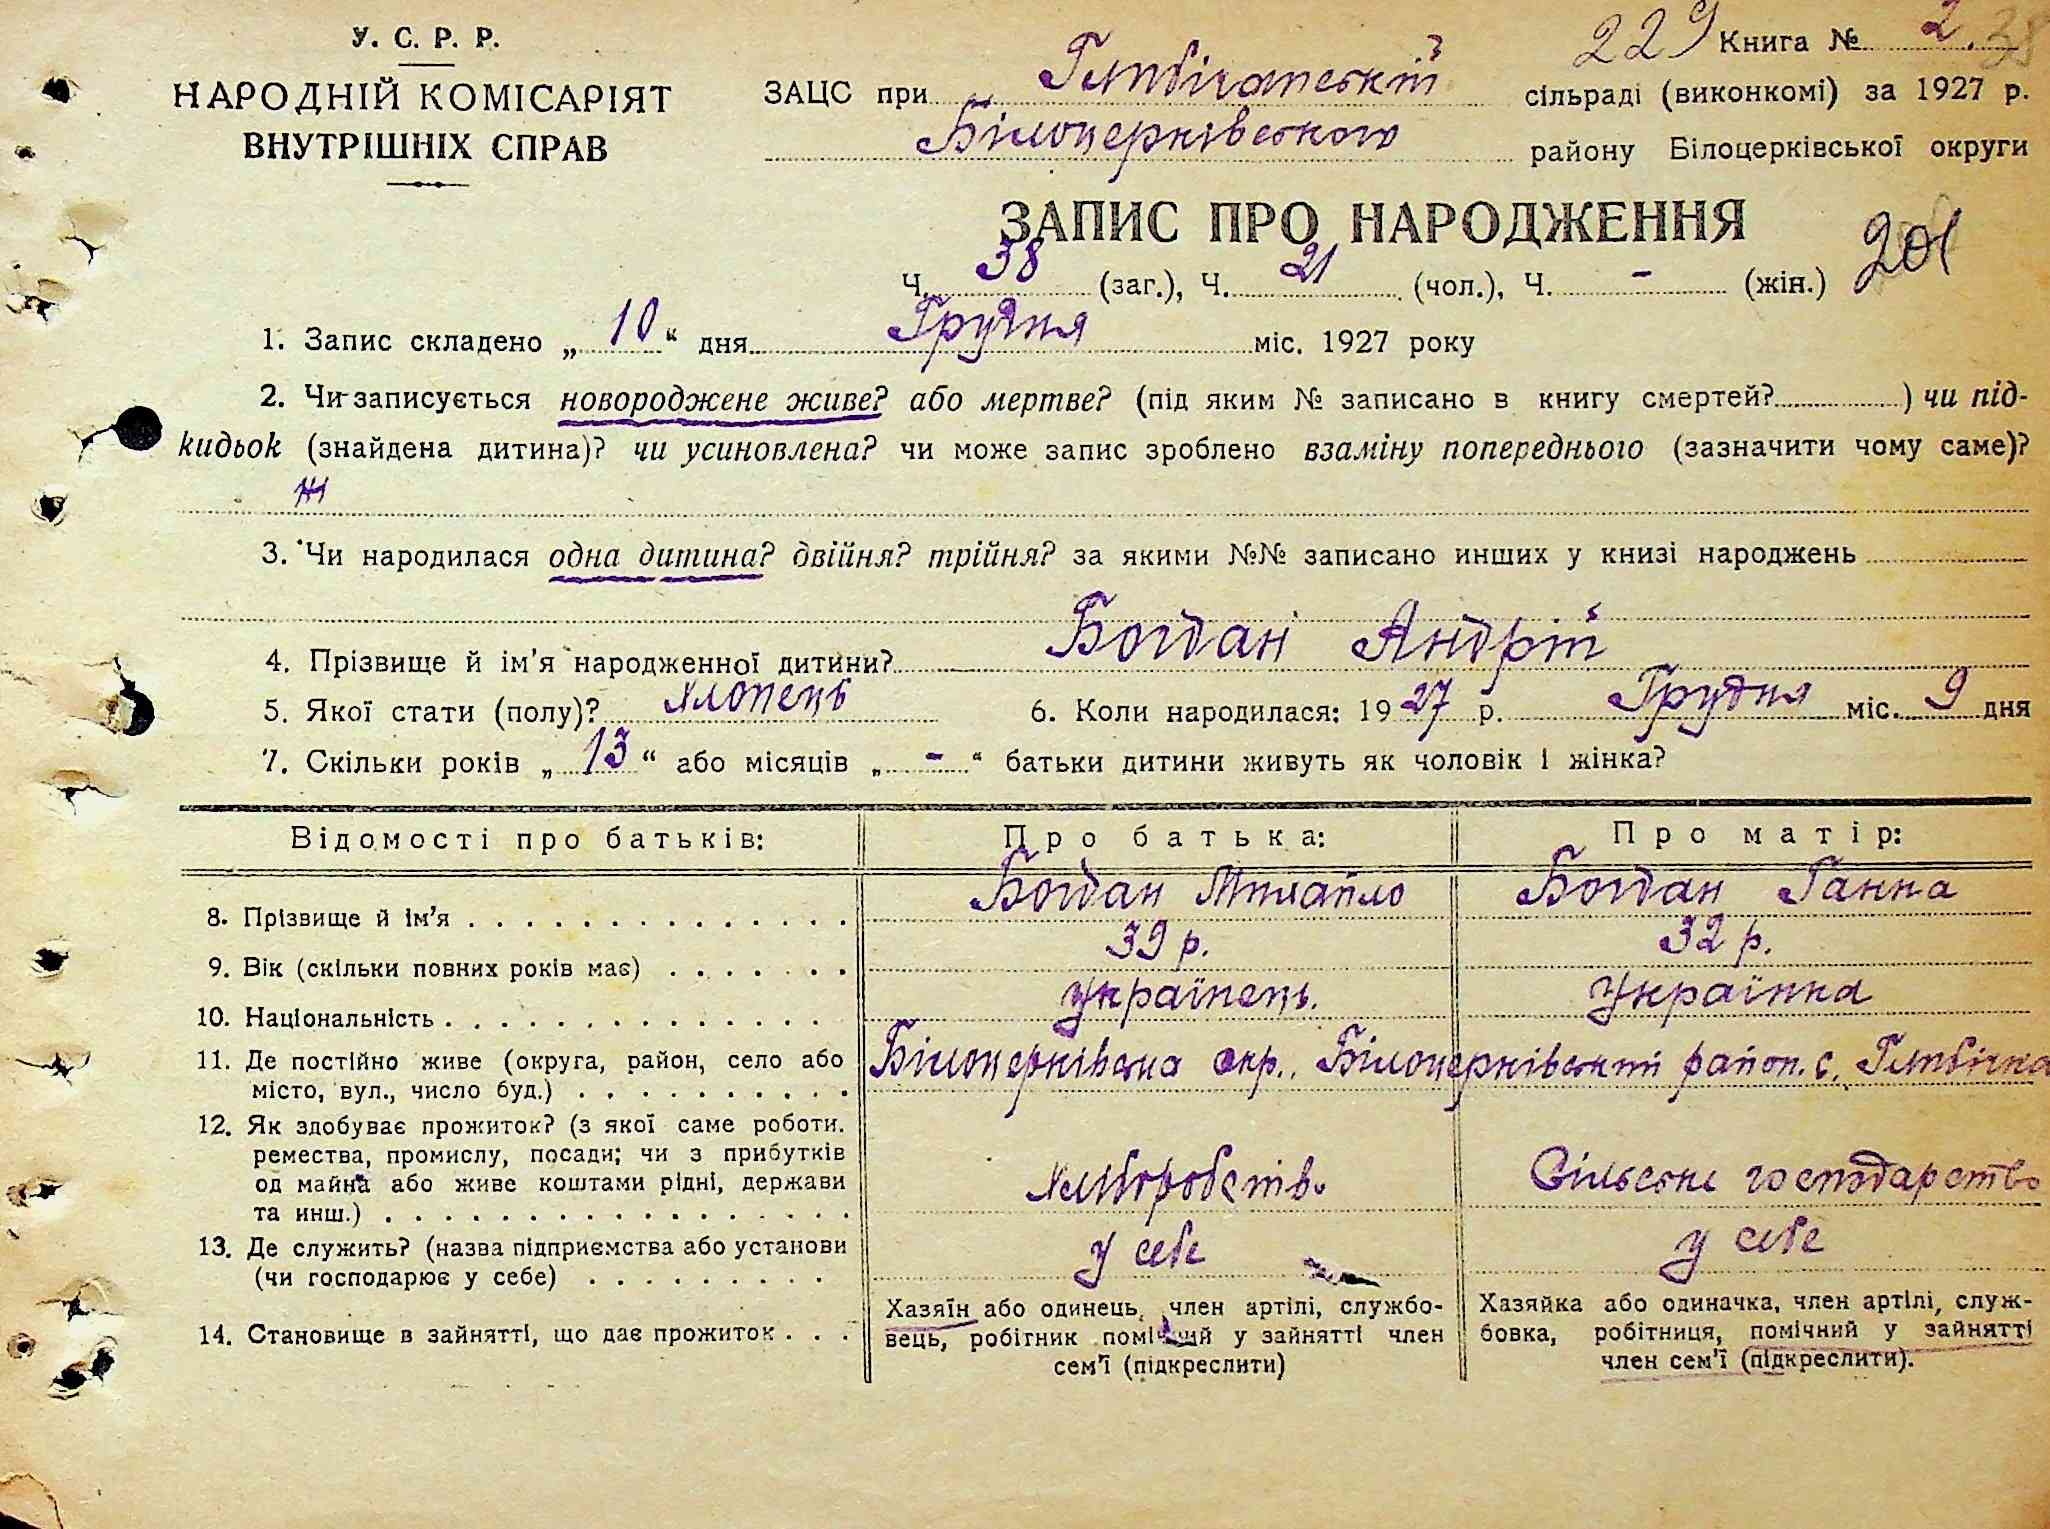 У. С. Р. Р.
НАРОДНІЙ КОМІСАРІЯТ
ВНУТРІШНІХ СПРАВ
229 Книга № 2. 38
ЗАЦС при Глибічанській сільраді (виконкомі) за 1927 р.
Білоцерківського району Білоцерківської округи
ЗАПИС ПРО НАРОДЖЕННЯ
201
Ч. 38 (заг.), Ч. 21 (чол.), Ч. - (жін.)
1. Запис складено „ 10 “ дня Грудня міс. 1927 року
2. Чи записується новороджене живе? або мертве? (під яким № записано в книгу смертей? ) чи під-
кидьок (знайдена дитина)? чи усиновлена? чи може запис зроблено взаміну попереднього (зазначити чому саме)?
3. Чи народилася одна дитина? двійня? трійня? за якими №№ записано инших у книзі народжень
4. Прізвище й ім'я народженної дитини? Богдан Андрій
5. Якої стати (полу)? Хлопець 6. Коли народилася: 1927 р. Грудня міс. 9 дня
7. Скільки років „ 13 “ або місяців „ - “ батьки дитини живуть як чоловік і жінка?
Відомості про батьків: Про батька: Про матір:
8. Прізвище й ім'я Богдан Михайло Богдан Ганна
9. Вік (скільки повних років має) 39 р. 32 р.
10. Національність Українець. Українка
11. Де постійно живе (округа, район, село або
місто, вул., число буд.) Білоцерківська окр., Білоцерківський район. с. Глибічка
12. Як здобуває прожиток? (з якої саме роботи.
ремества, промислу, посади; чи з прибутків
од майна або живе коштами рідні, держави
та инш.) Хліборобств. Сільське господарство
13. Де служить? (назва підприємства або установи
(чи господарює у себе) у себе у себе
14. Становище в зайнятті, що дає прожиток
Хазяїн або одинець, член артілі, службо-
вець, робітник помічний у зайнятті член
сем'ї (підкреслити)
Хазяйка або одиначка, член артілі, служ-
бовка, робітниця, помічний у зайнятті
член сем'ї (підкреслити).